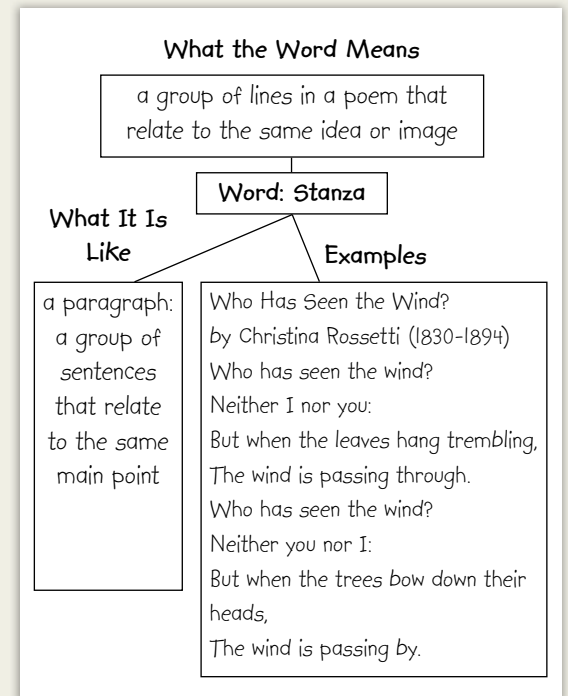 What the Word Means
a group of lines in a poem that
relate to the same idea or image
Word: Stanza
What It Is
Like
a paragraph:
a group of
sentences
that relate
to the same
main point
Examples
Who Has Seen the Wind?
by Christina Rossetti (1830-1894)
Who has seen the wind?
Neither I nor you:
But when the leaves hang trembling,
The wind is passing through.
Who has seen the wind?
Neither you nor I:
But when the trees bow down their
heads,
The wind is passing by.